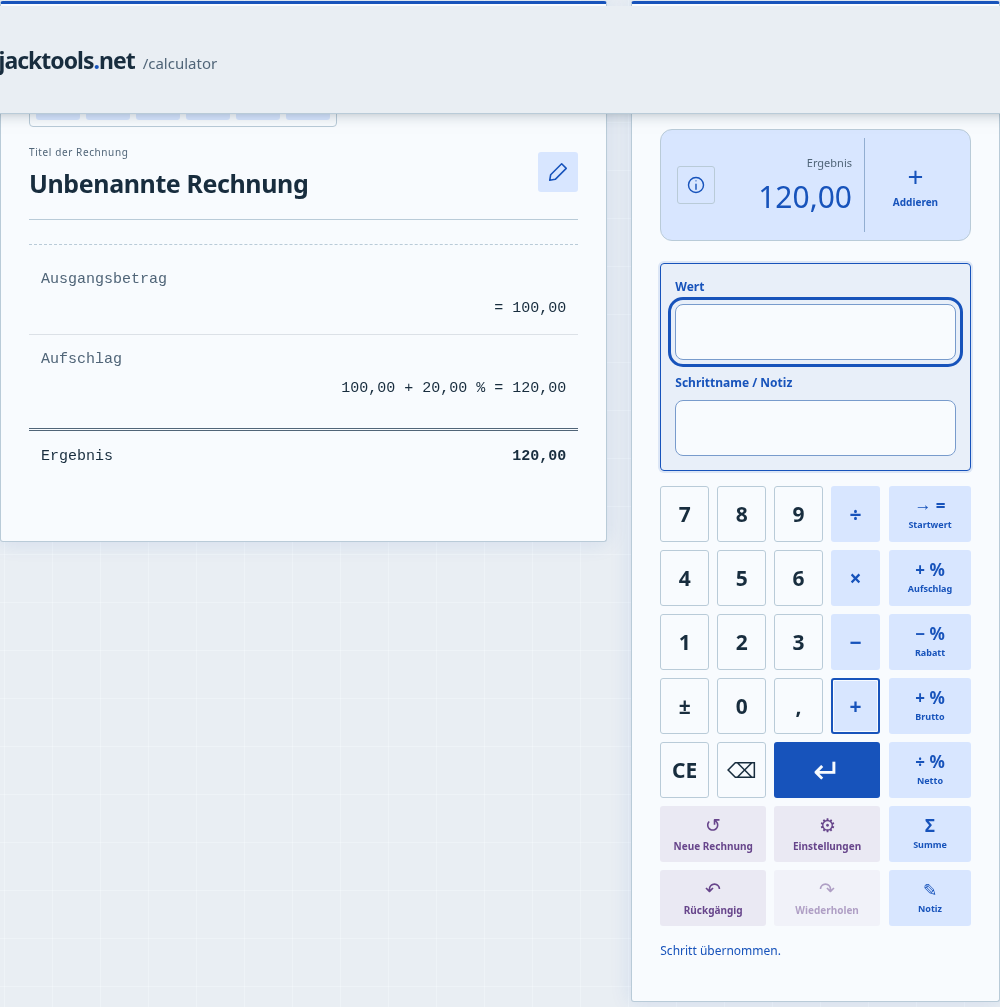 jacktools.net /calculator
Titel der Rechnung
Unbenannte Rechnung
Ausgangsbetrag
= 100,00
Aufschlag
100,00 + 20,00 % = 120,00
Ergebnis 120,00
Ergebnis
120,00
+
Addieren
Wert
Schrittname / Notiz
7 8 9 ÷ → =
Startwert
4 5 6 × + %
Aufschlag
1 2 3 − − %
Rabatt
± 0 , + + %
Brutto
CE ⌫ ↵ ÷ %
Netto
↺ ⚙ Σ
Neue Rechnung Einstellungen Summe
↶ ↷ ✎
Rückgängig Wiederholen Notiz
Schritt übernommen.